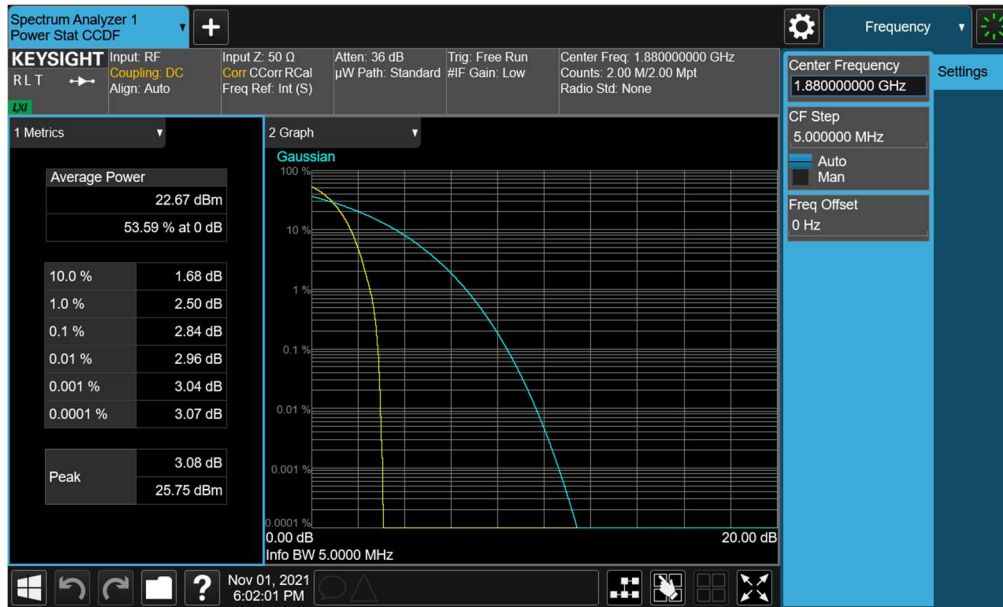 Spectrum Analyzer 1
Power Stat CCDF
+
Frequency
KEYSIGHT
R L T
LXI
Input: RF
Coupling: DC
Align: Auto
Input Z: 50 Ω
Corr CCorr RCal
Freq Ref: Int (S)
Atten: 36 dB
µW Path: Standard
Trig: Free Run
#IF Gain: Low
Center Freq: 1.880000000 GHz
Counts: 2.00 M/2.00 Mpt
Radio Std: None
Center Frequency
1.880000000 GHz
Settings
CF Step
5.000000 MHz
Auto
Man
Freq Offset
0 Hz
1 Metrics
Average Power
22.67 dBm
53.59 % at 0 dB
10.0 % 1.68 dB
1.0 % 2.50 dB
0.1 % 2.84 dB
0.01 % 2.96 dB
0.001 % 3.04 dB
0.0001 % 3.07 dB
Peak
3.08 dB
25.75 dBm
2 Graph
Gaussian
100 %
10 %
1 %
0.1 %
0.01 %
0.001 %
0.0001 %
0.00 dB 20.00 dB
Info BW 5.0000 MHz
?
Nov 01, 2021
6:02:01 PM